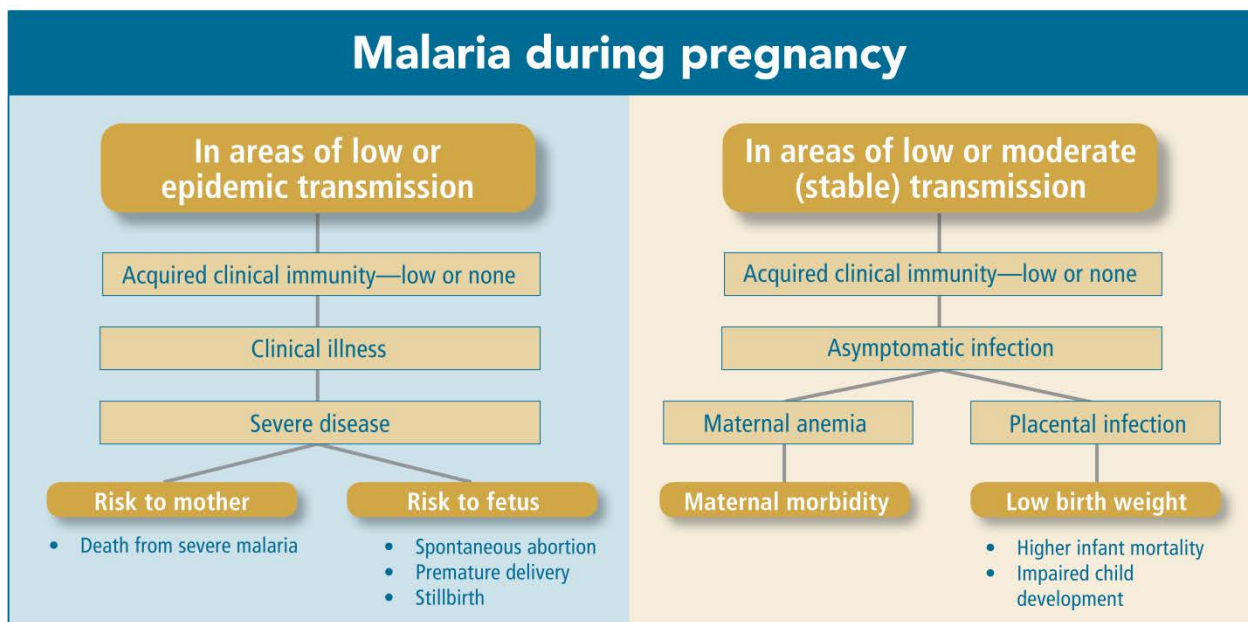 Malaria during pregnancy
In areas of low or
epidemic transmission
Acquired clinical immunity—low or none
Clinical illness
Severe disease
Risk to mother
• Death from severe malaria
Risk to fetus
• Spontaneous abortion
• Premature delivery
• Stillbirth
In areas of low or moderate
(stable) transmission
Acquired clinical immunity—low or none
Asymptomatic infection
Maternal anemia
Maternal morbidity
Placental infection
Low birth weight
• Higher infant mortality
• Impaired child
development